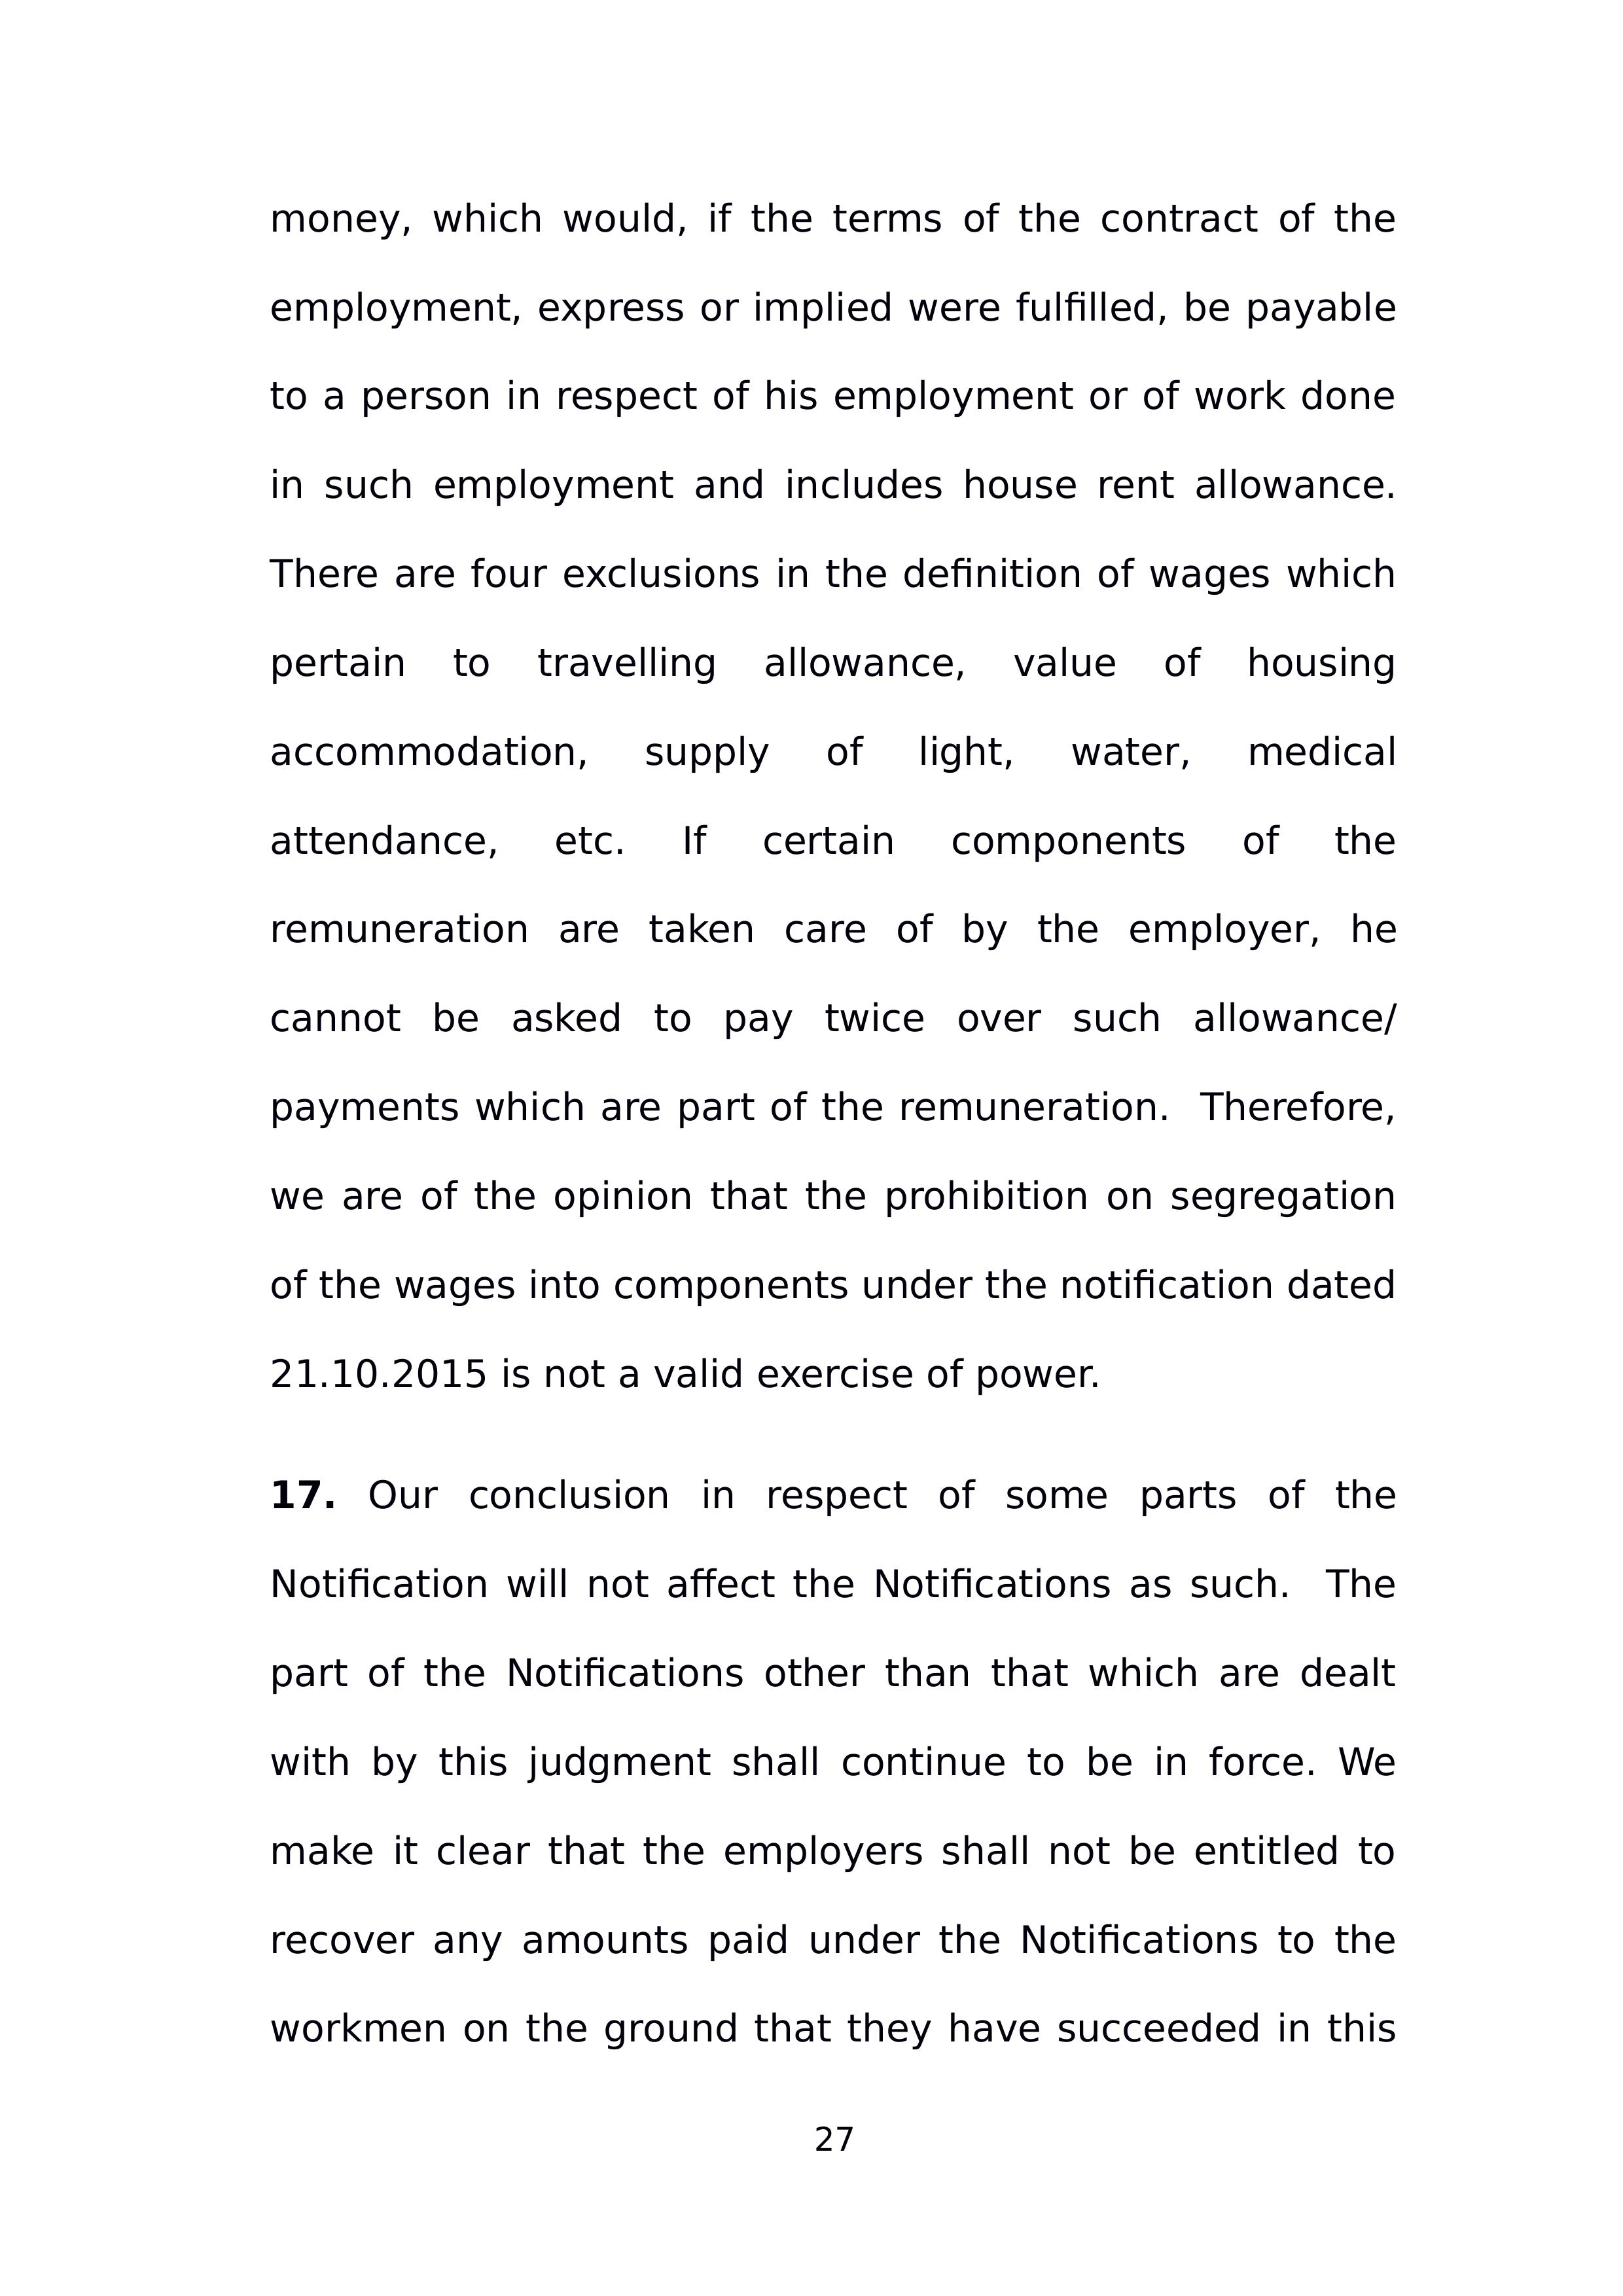 money, which would, if the terms of the contract of the
employment, express or implied were fulfilled, be payable
to a person in respect of his employment or of work done
in such employment and includes house rent allowance.
There are four exclusions in the definition of wages which
pertain to travelling allowance, value of housing
accommodation, supply of light, water, medical
attendance, etc. If certain components of the
remuneration are taken care of by the employer, he
cannot be asked to pay twice over such allowance/
payments which are part of the remuneration.  Therefore,
we are of the opinion that the prohibition on segregation
of the wages into components under the notification dated
21.10.2015 is not a valid exercise of power.
17. Our conclusion in respect of some parts of the
Notification will not affect the Notifications as such.  The
part of the Notifications other than that which are dealt
with by this judgment shall continue to be in force. We
make it clear that the employers shall not be entitled to
recover any amounts paid under the Notifications to the
workmen on the ground that they have succeeded in this
27